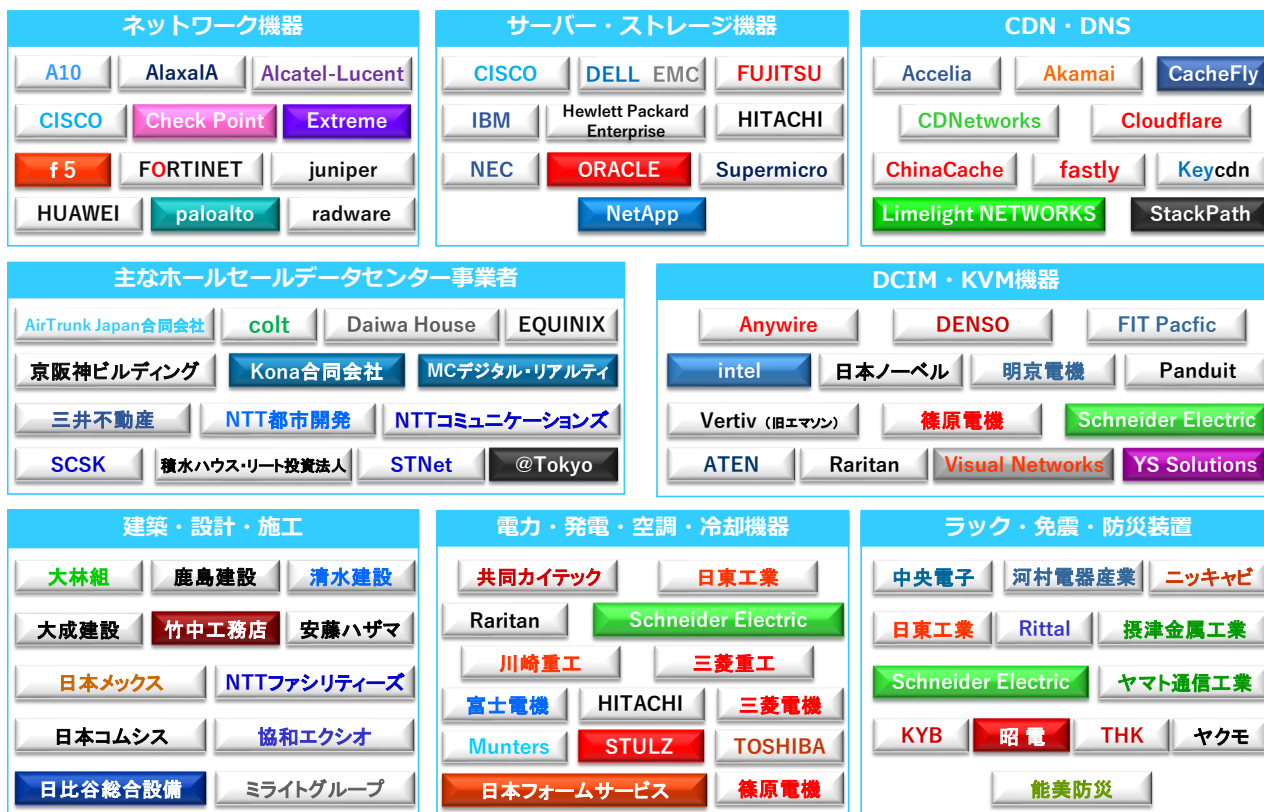 ネットワーク機器
A10 AlaxalA Alcatel-Lucent
CISCO Check Point Extreme
f5 FORTINET juniper
HUAWEI paloalto radware
サーバー・ストレージ機器
CISCO DELL EMC FUJITSU
IBM Hewlett Packard Enterprise HITACHI
NEC ORACLE Supermicro
NetApp
CDN・DNS
Accelia Akamai CacheFly
CDNetworks Cloudflare
ChinaCache fastly Keycdn
Limelight NETWORKS StackPath
主なホールセールデータセンター事業者
AirTrunk Japan合同会社 colt Daiwa House EQUINIX
京阪神ビルディング Kona合同会社 MCデジタル・リアルティ
三井不動産 NTT都市開発 NTTコミュニケーションズ
SCSK 積水ハウス・リート投資法人 STNet @Tokyo
DCIM・KVM機器
Anywire DENSO FIT Pacfic
intel 日本ノーベル 明京電機 Panduit
Vertiv (旧エマソン) 篠原電機 Schneider Electric
ATEN Raritan Visual Networks YS Solutions
建築・設計・施工
大林組 鹿島建設 清水建設
大成建設 竹中工務店 安藤ハザマ
日本メックス NTTファシリティーズ
日本コムシス 協和エクシオ
日比谷総合設備 ミライトグループ
電力・発電・空調・冷却機器
共同カイテック 日東工業
Raritan Schneider Electric
川崎重工 三菱重工
富士電機 HITACHI 三菱電機
Munters STULZ TOSHIBA
日本フォームサービス 篠原電機
ラック・免震・防災装置
中央電子 河村電器産業 ニッキャビ
日東工業 Rittal 摂津金属工業
Schneider Electric ヤマト通信工業
KYB 昭電 THK ヤクモ
能美防災